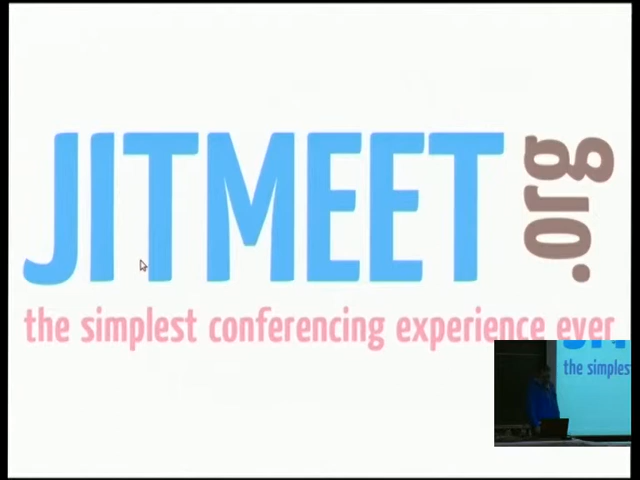 JITMEET
.org
the simplest conferencing experience ever
the simples